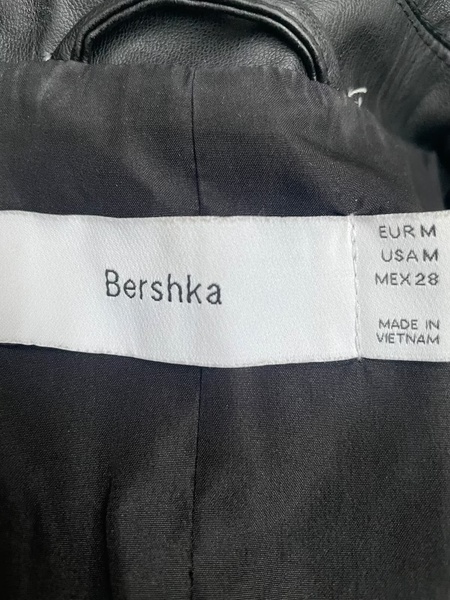 Bershka
EUR M
USA M
MEX 28
MADE IN
VIETNAM